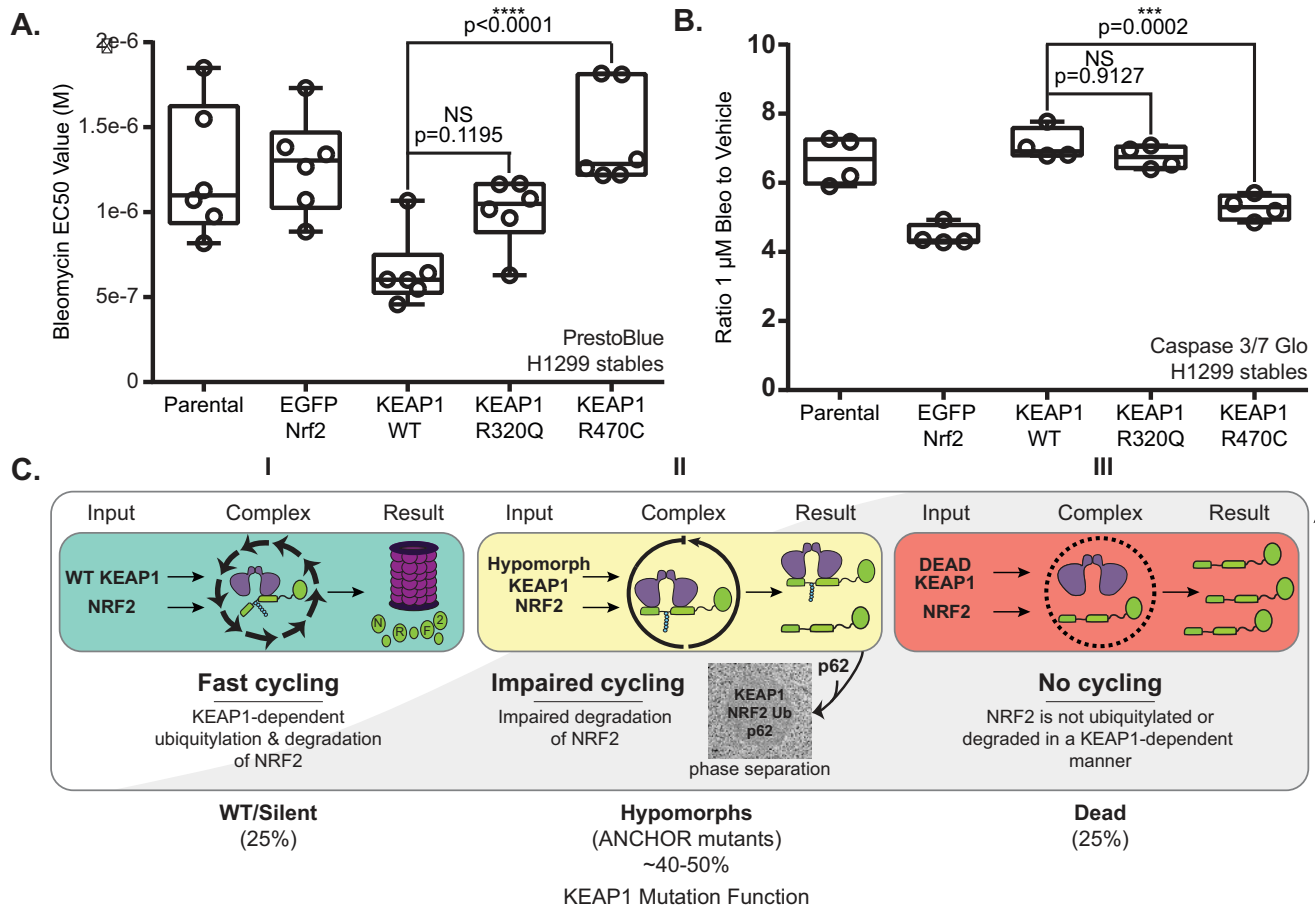 A.
Bleomycin EC50 Value (M)
2e-6
1.5e-6
1e-6
5e-7
0
****
p<0.0001
NS
p=0.1195
PrestoBlue
H1299 stables
Parental
EGFP
Nrf2
KEAP1
WT
KEAP1
R320Q
KEAP1
R470C
B.
Ratio 1 µM Bleo to Vehicle
10
8
6
4
2
0
***
p=0.0002
NS
p=0.9127
Caspase 3/7 Glo
H1299 stables
Parental
EGFP
Nrf2
KEAP1
WT
KEAP1
R320Q
KEAP1
R470C
C.
I
Input
Complex
Result
WT KEAP1
NRF2
N R F 2
Fast cycling
KEAP1-dependent
ubiquitylation & degradation
of NRF2
WT/Silent
(25%)
II
Input
Complex
Result
Hypomorph
KEAP1
NRF2
Impaired cycling
Impaired degradation
of NRF2
p62
KEAP1
NRF2 Ub
p62
phase separation
Hypomorphs
(ANCHOR mutants)
~40-50%
III
Input
Complex
Result
DEAD
KEAP1
NRF2
No cycling
NRF2 is not ubiquitylated or
degraded in a KEAP1-dependent
manner
Dead
(25%)
KEAP1 Mutation Function